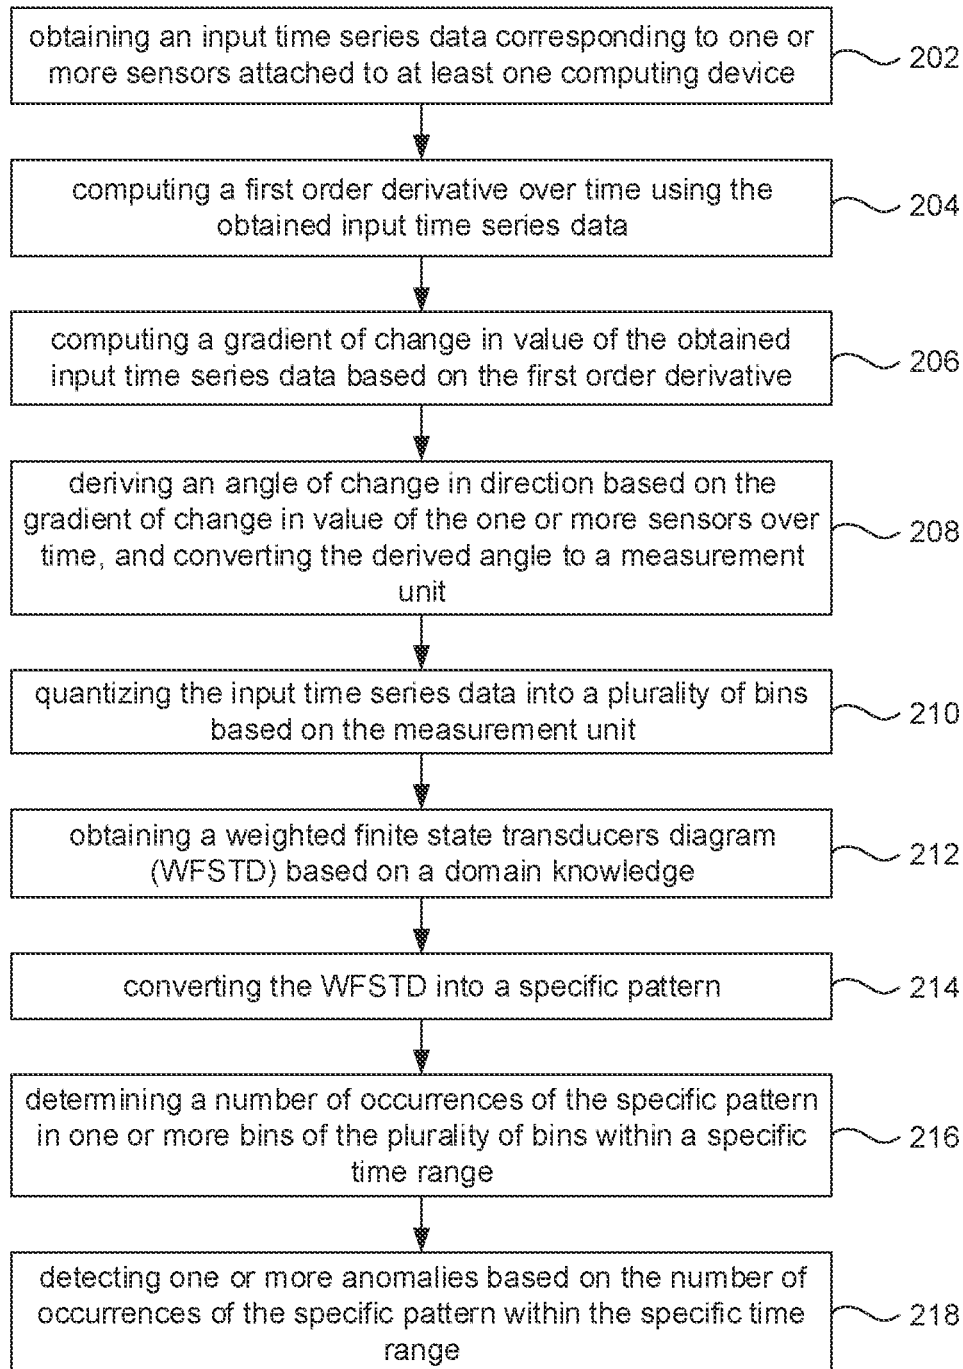 obtaining an input time series data corresponding to one or
more sensors attached to at least one computing device
202
computing a first order derivative over time using the
obtained input time series data
204
computing a gradient of change in value of the obtained
input time series data based on the first order derivative
206
deriving an angle of change in direction based on the
gradient of change in value of the one or more sensors over
time, and converting the derived angle to a measurement
unit
208
quantizing the input time series data into a plurality of bins
based on the measurement unit
210
obtaining a weighted finite state transducers diagram
(WFSTD) based on a domain knowledge
212
converting the WFSTD into a specific pattern
214
determining a number of occurrences of the specific pattern
in one or more bins of the plurality of bins within a specific
time range
216
detecting one or more anomalies based on the number of
occurrences of the specific pattern within the specific time
range
218